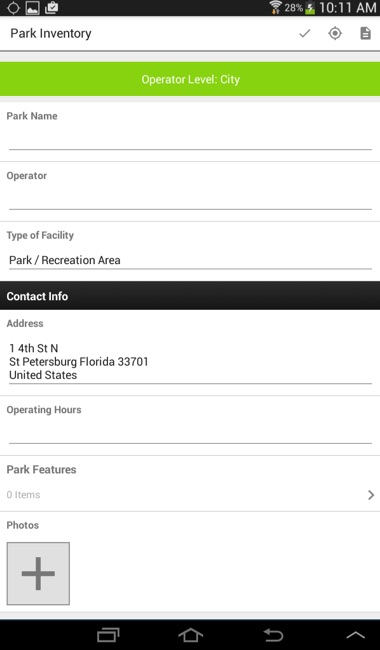 28% 10:11 AM
Park Inventory
Operator Level: City
Park Name
Operator
Type of Facility
Park / Recreation Area
Contact Info
Address
1 4th St N
St Petersburg Florida 33701
United States
Operating Hours
Park Features
0 Items
Photos